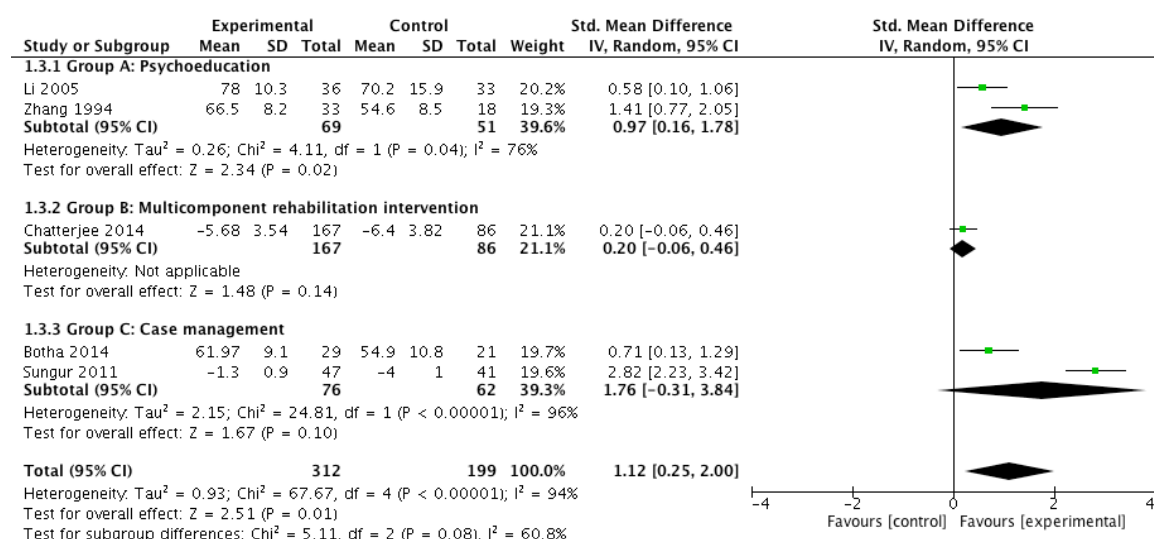 Experimental Control Std. Mean Difference Std. Mean Difference
Study or Subgroup Mean SD Total Mean SD Total Weight IV, Random, 95% CI IV, Random, 95% CI
1.3.1 Group A: Psychoeducation
Li 2005 78 10.3 36 70.2 15.9 33 20.2% 0.58 [0.10, 1.06]
Zhang 1994 66.5 8.2 33 54.6 8.5 18 19.3% 1.41 [0.77, 2.05]
Subtotal (95% CI) 69 51 39.6% 0.97 [0.16, 1.78]
Heterogeneity: Tau² = 0.26; Chi² = 4.11, df = 1 (P = 0.04); I² = 76%
Test for overall effect: Z = 2.34 (P = 0.02)
1.3.2 Group B: Multicomponent rehabilitation intervention
Chatterjee 2014 -5.68 3.54 167 -6.4 3.82 86 21.1% 0.20 [-0.06, 0.46]
Subtotal (95% CI) 167 86 21.1% 0.20 [-0.06, 0.46]
Heterogeneity: Not applicable
Test for overall effect: Z = 1.48 (P = 0.14)
1.3.3 Group C: Case management
Botha 2014 61.97 9.1 29 54.9 10.8 21 19.7% 0.71 [0.13, 1.29]
Sungur 2011 -1.3 0.9 47 -4 1 41 19.6% 2.82 [2.23, 3.42]
Subtotal (95% CI) 76 62 39.3% 1.76 [-0.31, 3.84]
Heterogeneity: Tau² = 2.15; Chi² = 24.81, df = 1 (P < 0.00001); I² = 96%
Test for overall effect: Z = 1.67 (P = 0.10)
Total (95% CI) 312 199 100.0% 1.12 [0.25, 2.00]
Heterogeneity: Tau² = 0.93; Chi² = 67.67, df = 4 (P < 0.00001); I² = 94%
Test for overall effect: Z = 2.51 (P = 0.01)
Test for subgroup differences: Chi² = 5.11, df = 2 (P = 0.08), I² = 60.8%
-4 -2 0 2 4
Favours [control] Favours [experimental]